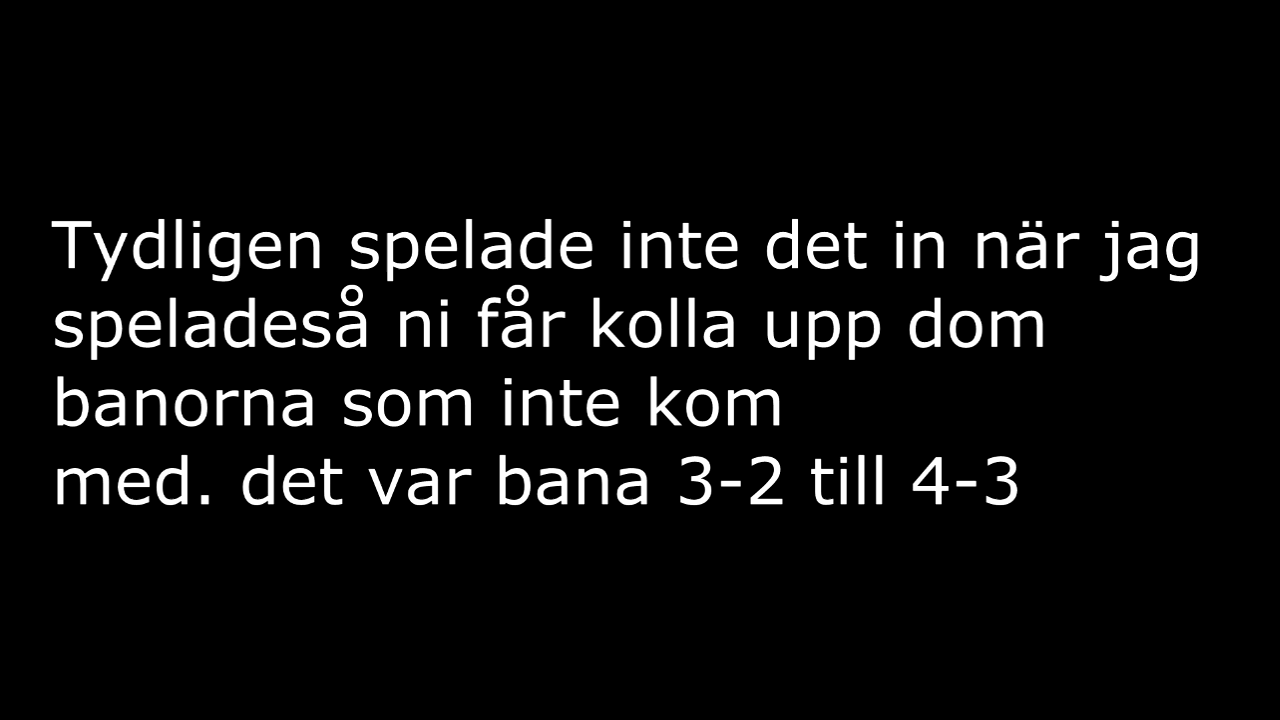 Tydligen spelade inte det in när jag
speladeså ni får kolla upp dom
banorna som inte kom
med. det var bana 3-2 till 4-3